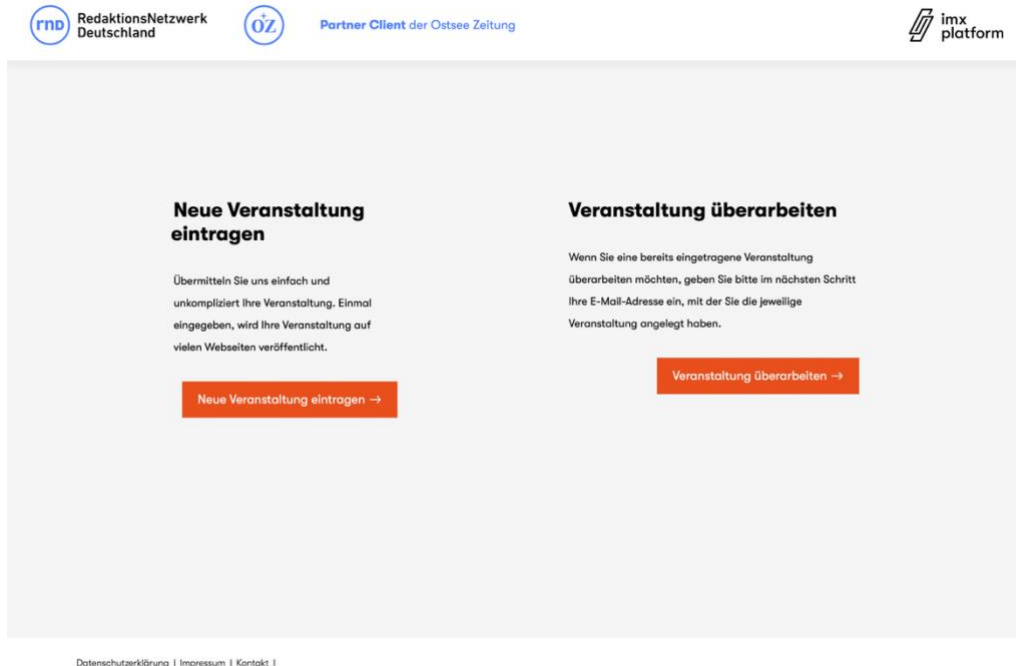 rnd RedaktionsNetzwerk
Deutschland
OZ
Partner Client der Ostsee Zeitung
imx
platform
Neue Veranstaltung
eintragen
Übermitteln Sie uns einfach und
unkompliziert Ihre Veranstaltung. Einmal
eingegeben, wird Ihre Veranstaltung auf
vielen Webseiten veröffentlicht.
Neue Veranstaltung eintragen →
Veranstaltung überarbeiten
Wenn Sie eine bereits eingetragene Veranstaltung
überarbeiten möchten, geben Sie bitte im nächsten Schritt
Ihre E-Mail-Adresse ein, mit der Sie die jeweilige
Veranstaltung angelegt haben.
Veranstaltung überarbeiten →
Datenschutzerklärung | Impressum | Kontakt |